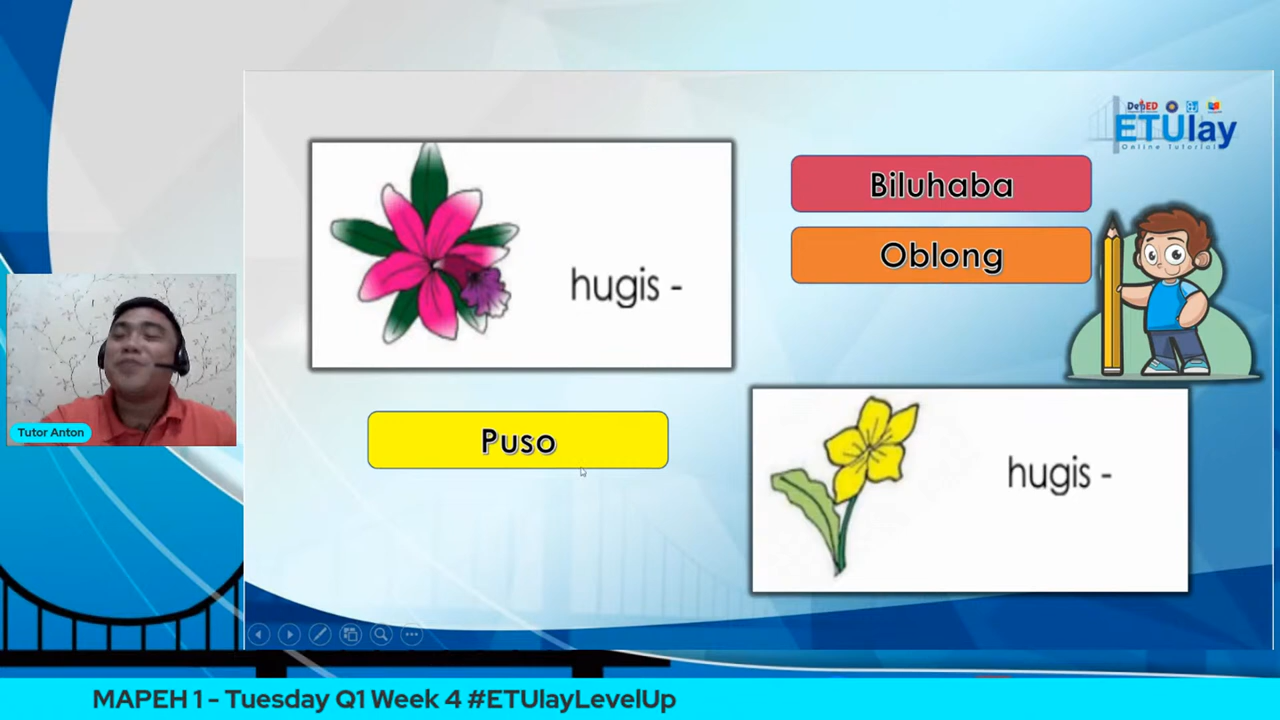 DepED
ETUlay
Online Tutorial
Biluhaba
Oblong
hugis -
Puso
hugis -
Tutor Anton
MAPEH 1 - Tuesday Q1 Week 4 #ETUlayLevelUp